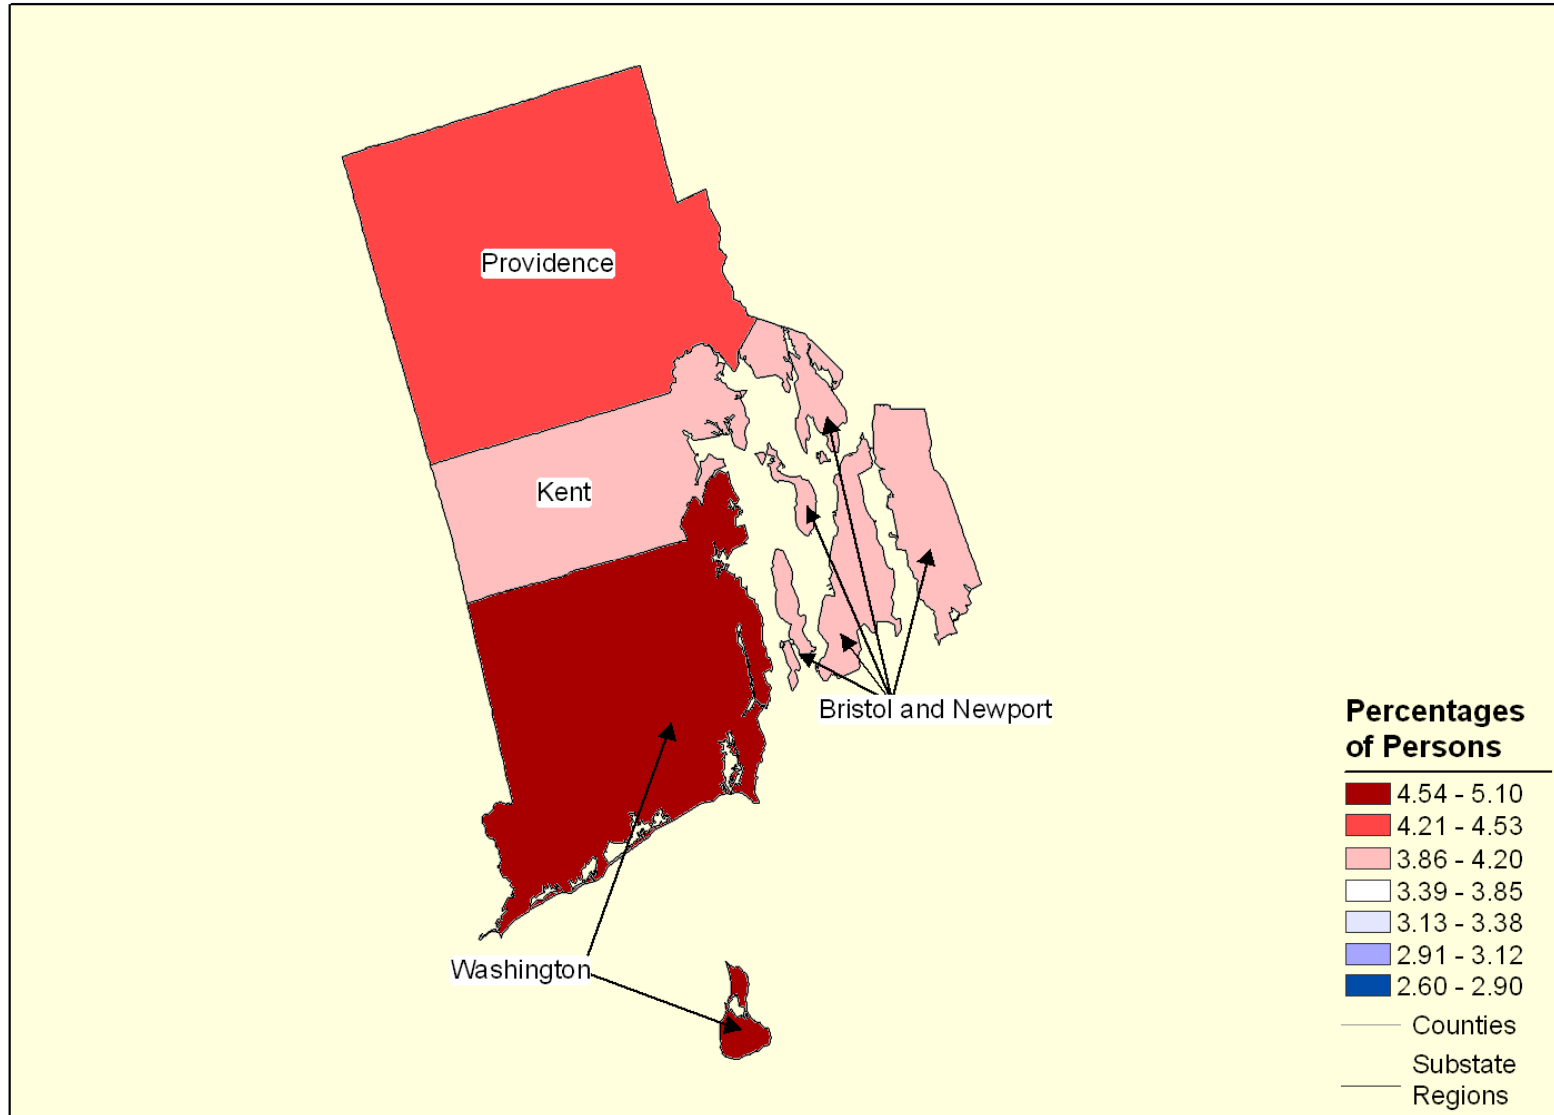 Providence
Kent
Bristol and Newport
Washington
Percentages
of Persons
4.54 - 5.10
4.21 - 4.53
3.86 - 4.20
3.39 - 3.85
3.13 - 3.38
2.91 - 3.12
2.60 - 2.90
Counties
Substate
Regions